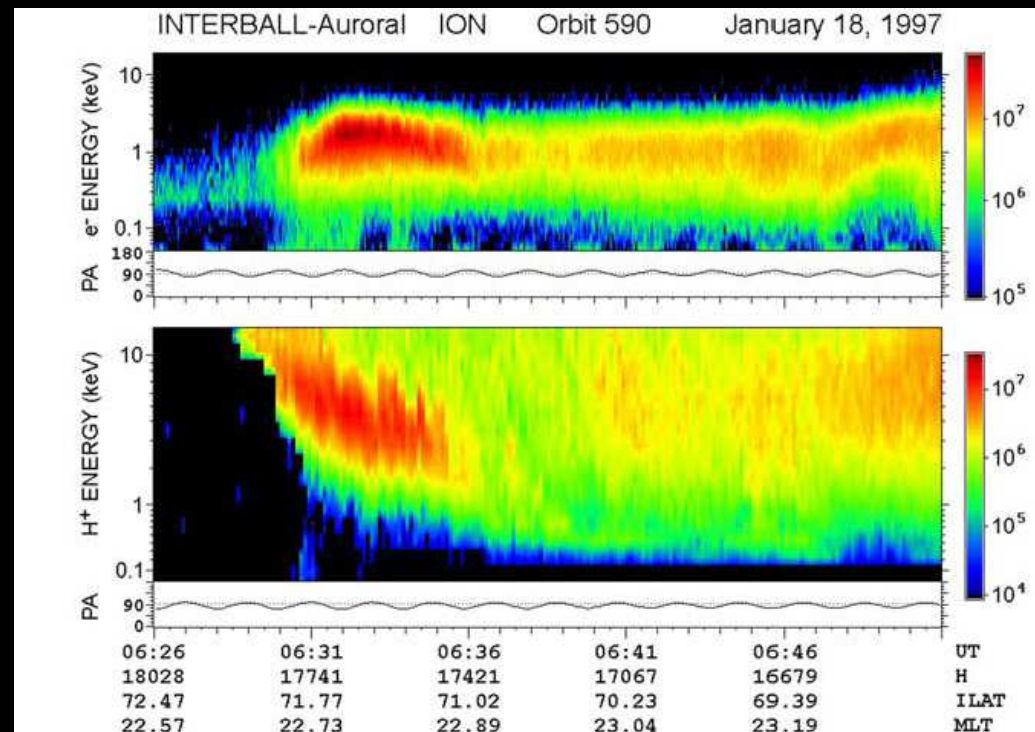 INTERBALL-Auroral ION Orbit 590 January 18, 1997
e- ENERGY (keV)
10
1
0.1
10⁷
10⁶
10⁵
PA
180
90
0
H+ ENERGY (keV)
10
1
0.1
10⁷
10⁶
10⁵
10⁴
PA
90
0
06:26 06:31 06:36 06:41 06:46 UT
18028 17741 17421 17067 16679 H
72.47 71.77 71.02 70.23 69.39 ILAT
22.57 22.73 22.89 23.04 23.19 MLT